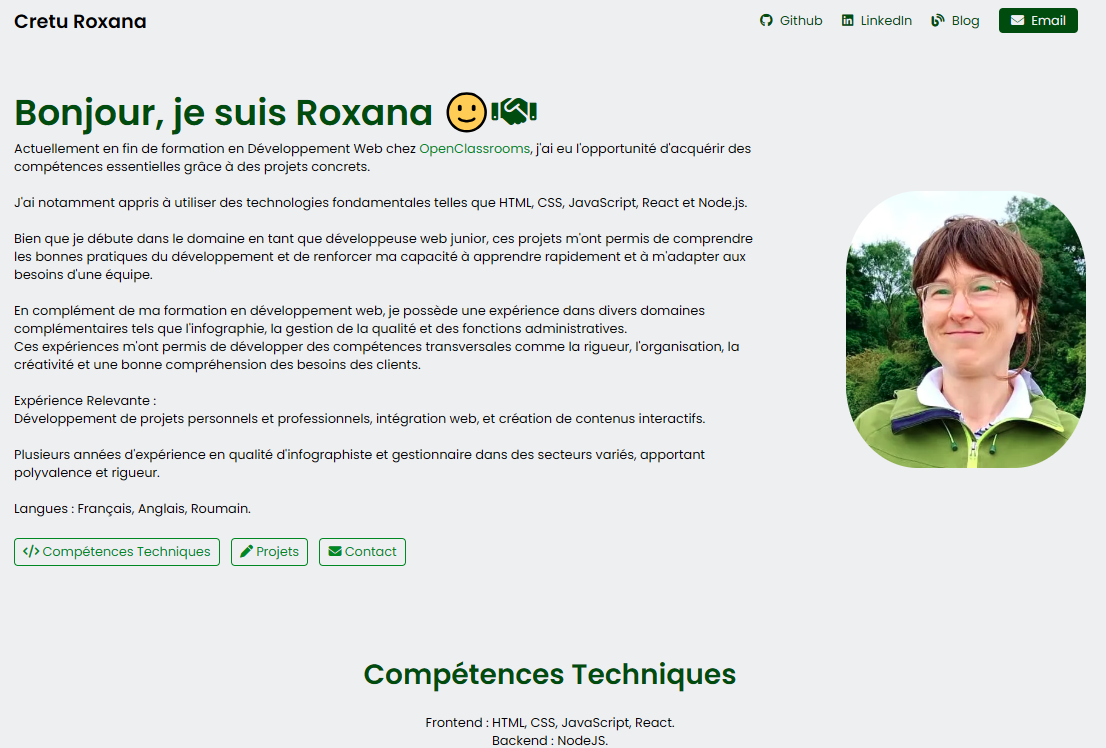 Cretu Roxana
Github
LinkedIn
Blog
Email
Bonjour, je suis Roxana
Actuellement en fin de formation en Développement Web chez OpenClassrooms, j'ai eu l'opportunité d'acquérir des
compétences essentielles grâce à des projets concrets.
J'ai notamment appris à utiliser des technologies fondamentales telles que HTML, CSS, JavaScript, React et Node.js.
Bien que je débute dans le domaine en tant que développeuse web junior, ces projets m'ont permis de comprendre
les bonnes pratiques du développement et de renforcer ma capacité à apprendre rapidement et à m'adapter aux
besoins d'une équipe.
En complément de ma formation en développement web, je possède une expérience dans divers domaines
complémentaires tels que l'infographie, la gestion de la qualité et des fonctions administratives.
Ces expériences m'ont permis de développer des compétences transversales comme la rigueur, l'organisation, la
créativité et une bonne compréhension des besoins des clients.
Expérience Relevante :
Développement de projets personnels et professionnels, intégration web, et création de contenus interactifs.
Plusieurs années d'expérience en qualité d'infographiste et gestionnaire dans des secteurs variés, apportant
polyvalence et rigueur.
Langues : Français, Anglais, Roumain.
</> Compétences Techniques
Projets
Contact
Compétences Techniques
Frontend : HTML, CSS, JavaScript, React.
Backend : NodeJS.